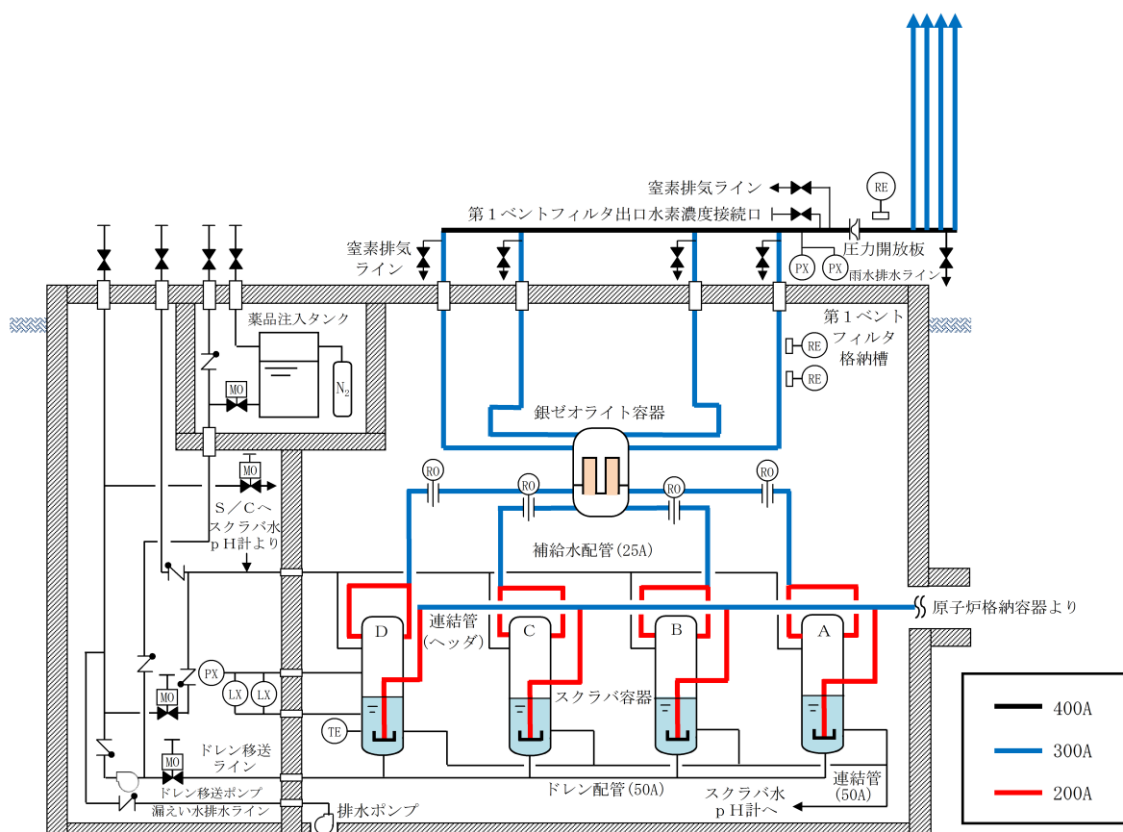 RE
窒素排気ライン
第１ベントフィルタ出口水素濃度接続口
窒素排気
ライン
圧力開放板
PX
PX
雨水排水ライン
薬品注入タンク
第１ベント
フィルタ
格納槽
RE
RE
MO
N₂
銀ゼオライト容器
MO
RO
RO
RO
RO
Ｓ／Ｃへ
スクラバ水
ｐＨ計より
補給水配管(25A)
原子炉格納容器より
連結管
(ヘッダ)
D
C
B
A
スクラバ容器
PX
LX
LX
MO
TE
400A
300A
200A
ドレン移送
ライン
MO
ドレン移送ポンプ
漏えい水排水ライン
排水ポンプ
ドレン配管(50A)
スクラバ水
ｐＨ計へ
連結管
(50A)